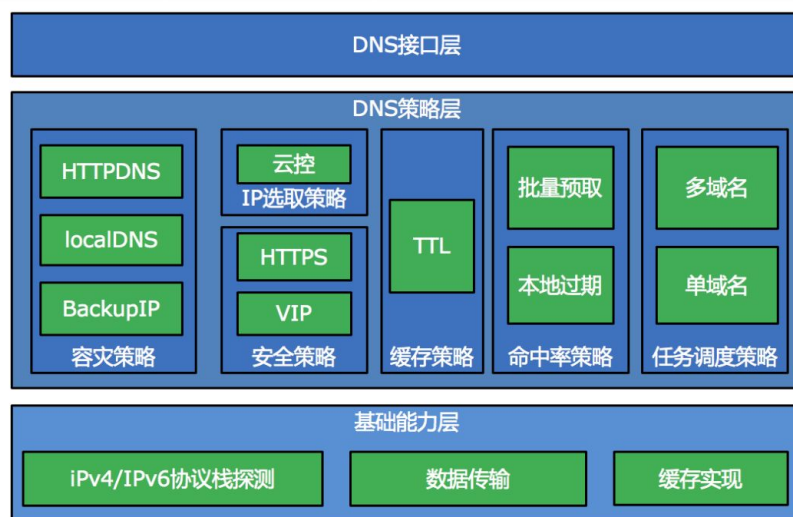 DNS接口层
DNS策略层
HTTPDNS
localDNS
BackupIP
容灾策略
云控
IP选取策略
HTTPS
VIP
安全策略
TTL
缓存策略
批量预取
本地过期
命中率策略
多域名
单域名
任务调度策略
基础能力层
iPv4/IPv6协议栈探测
数据传输
缓存实现